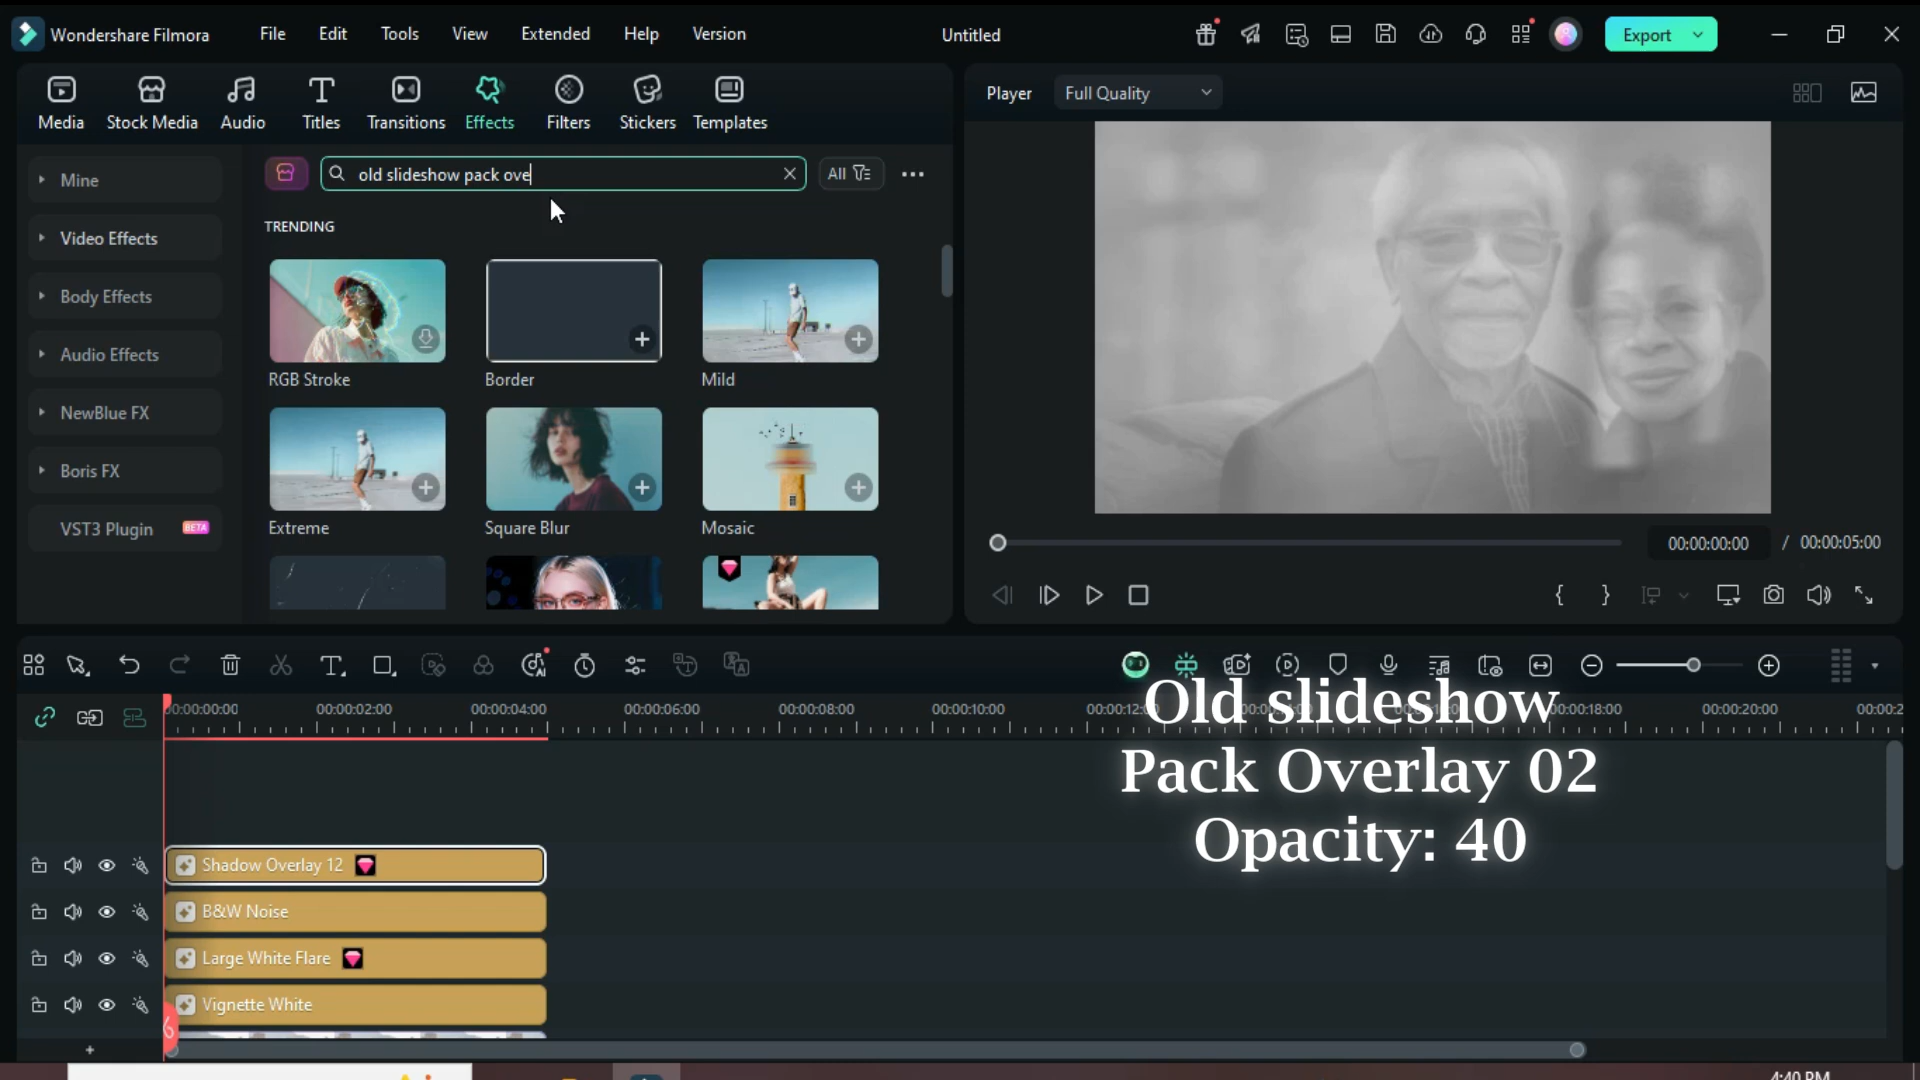 Wondershare Filmora
File
Edit
Tools
View
Extended
Help
Version
Untitled
Export
Media
Stock Media
Audio
Titles
Transitions
Effects
Filters
Stickers
Templates
Player
Full Quality
Mine
Video Effects
Body Effects
Audio Effects
NewBlue FX
Boris FX
VST3 Plugin
BETA
old slideshow pack ove
All
TRENDING
RGB Stroke
Border
Mild
Extreme
Square Blur
Mosaic
00:00:00:00
/ 00:00:05:00
00:00:00:00
00:00:02:00
00:00:04:00
00:00:06:00
00:00:08:00
00:00:10:00
00:00:18:00
00:00:20:00
Old slideshow
Pack Overlay 02
Opacity: 40
Shadow Overlay 12
B&W Noise
Large White Flare
Vignette White
4:40 PM